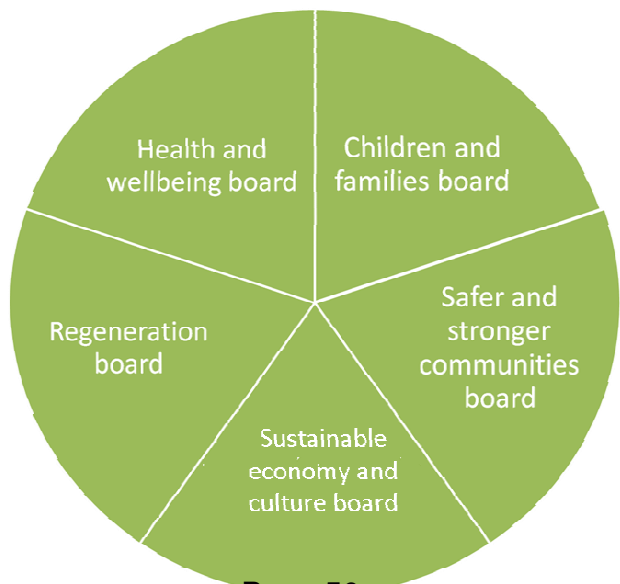 Health and
wellbeing board
Children and
families board
Safer and
stronger
communities
board
Sustainable
economy and
culture board
Regeneration
board